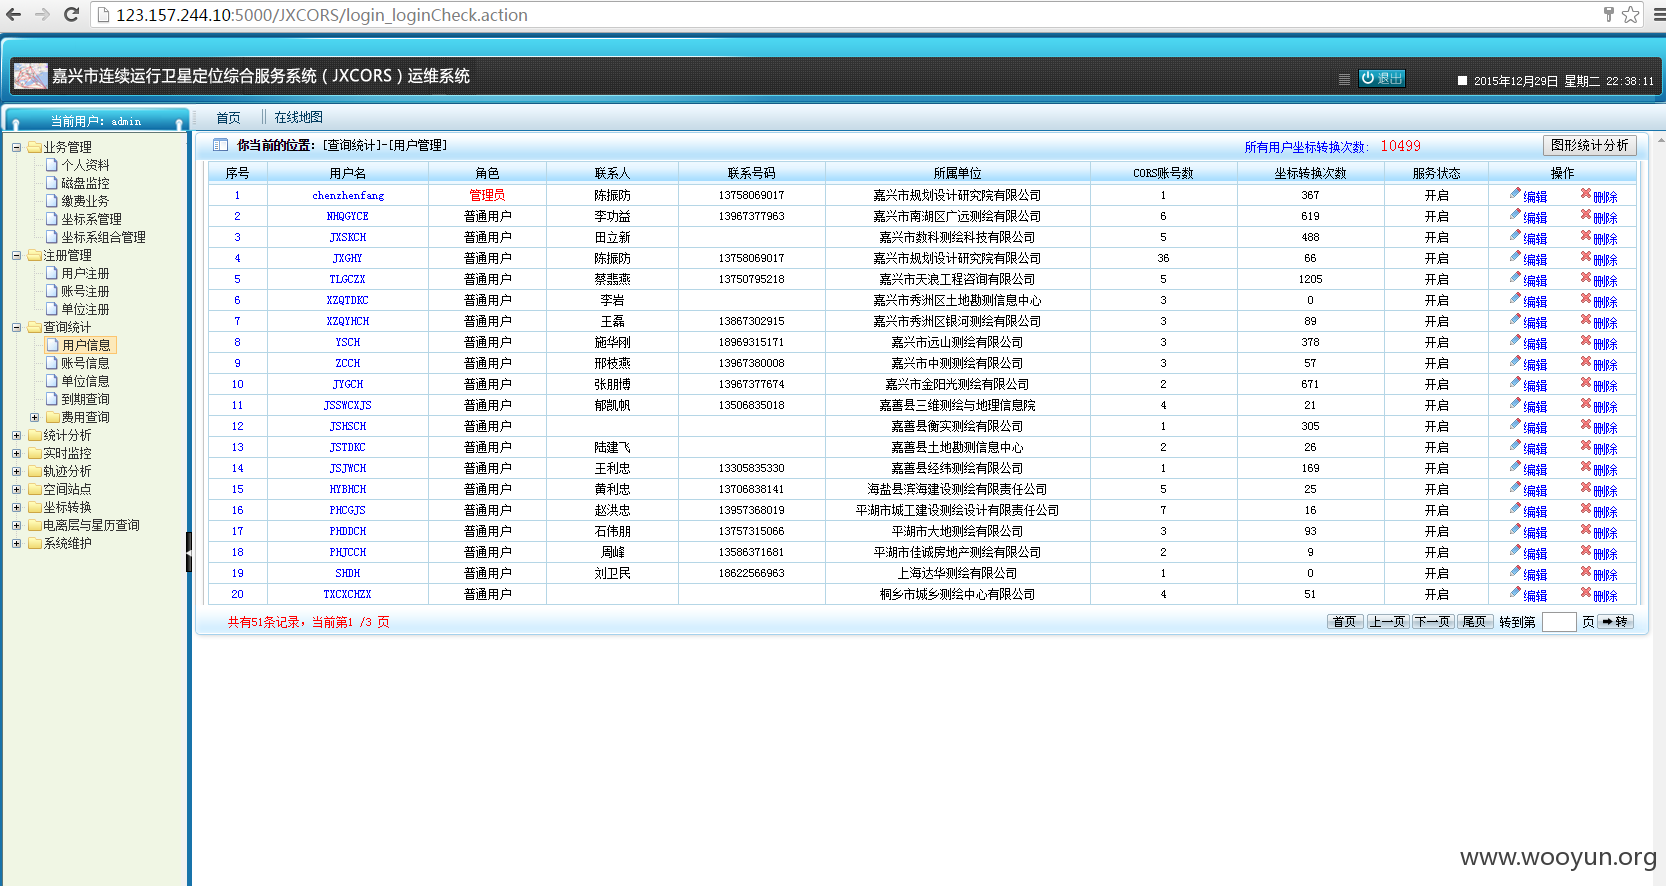 123.157.244.10:5000/JXCORS/login_loginCheck.action
嘉兴市连续运行卫星定位综合服务系统（JXCORS）运维系统
退出
2015年12月29日 星期二 22:38:11
当前用户：admin
首页 在线地图
业务管理
个人资料
磁盘监控
缴费业务
坐标系管理
坐标系组合管理
注册管理
用户注册
账号注册
单位注册
查询统计
用户信息
账号信息
单位信息
到期查询
费用查询
统计分析
实时监控
轨迹分析
空间站点
坐标转换
电离层与星历查询
系统维护
你当前的位置：[查询统计]-[用户管理]
所有用户坐标转换次数： 10499
图形统计分析
序号 用户名 角色 联系人 联系号码 所属单位 CORS账号数 坐标转换次数 服务状态 操作
1 chenzhenfang 管理员 陈振防 13758069017 嘉兴市规划设计研究院有限公司 1 367 开启 编辑 删除
2 NHQGYCE 普通用户 李功益 13967377963 嘉兴市南湖区广远测绘有限公司 6 619 开启 编辑 删除
3 JXSKCH 普通用户 田立新 嘉兴市数科测绘科技有限公司 5 488 开启 编辑 删除
4 JXGHY 普通用户 陈振防 13758069017 嘉兴市规划设计研究院有限公司 36 66 开启 编辑 删除
5 TLGCZX 普通用户 蔡翡燕 13750795218 嘉兴市天浪工程咨询有限公司 5 1205 开启 编辑 删除
6 XZQTDKC 普通用户 李岩 嘉兴市秀洲区土地勘测信息中心 3 0 开启 编辑 删除
7 XZQYHCH 普通用户 王磊 13867302915 嘉兴市秀洲区银河测绘有限公司 3 89 开启 编辑 删除
8 YSCH 普通用户 施华刚 18969315171 嘉兴市远山测绘有限公司 3 378 开启 编辑 删除
9 ZCCH 普通用户 邢枝燕 13967380008 嘉兴市中测测绘有限公司 3 57 开启 编辑 删除
10 JYGCH 普通用户 张朋博 13967377674 嘉兴市金阳光测绘有限公司 2 671 开启 编辑 删除
11 JSSWCXJS 普通用户 郁凯帆 13506835018 嘉善县三维测绘与地理信息院 4 21 开启 编辑 删除
12 JSHSCH 普通用户 嘉善县衡实测绘有限公司 1 305 开启 编辑 删除
13 JSTDKC 普通用户 陆建飞 嘉善县土地勘测信息中心 2 26 开启 编辑 删除
14 JSJWCH 普通用户 王利忠 13305835330 嘉善县经纬测绘有限公司 1 169 开启 编辑 删除
15 HYBHCH 普通用户 黄利忠 13706838141 海盐县滨海建设测绘有限责任公司 5 25 开启 编辑 删除
16 PHCGJS 普通用户 赵洪忠 13957368019 平湖市城工建设测绘设计有限责任公司 7 16 开启 编辑 删除
17 PHDDCH 普通用户 石伟朋 13757315066 平湖市大地测绘有限公司 3 93 开启 编辑 删除
18 PHJCCH 普通用户 周峰 13586371681 平湖市佳诚房地产测绘有限公司 2 9 开启 编辑 删除
19 SHDH 普通用户 刘卫民 18622566963 上海达华测绘有限公司 1 0 开启 编辑 删除
20 TXCXCHZX 普通用户 桐乡市城乡测绘中心有限公司 4 51 开启 编辑 删除
共有51条记录，当前第1 /3 页
首页 上一页 下一页 尾页 转到第 页 转
www.wooyun.org